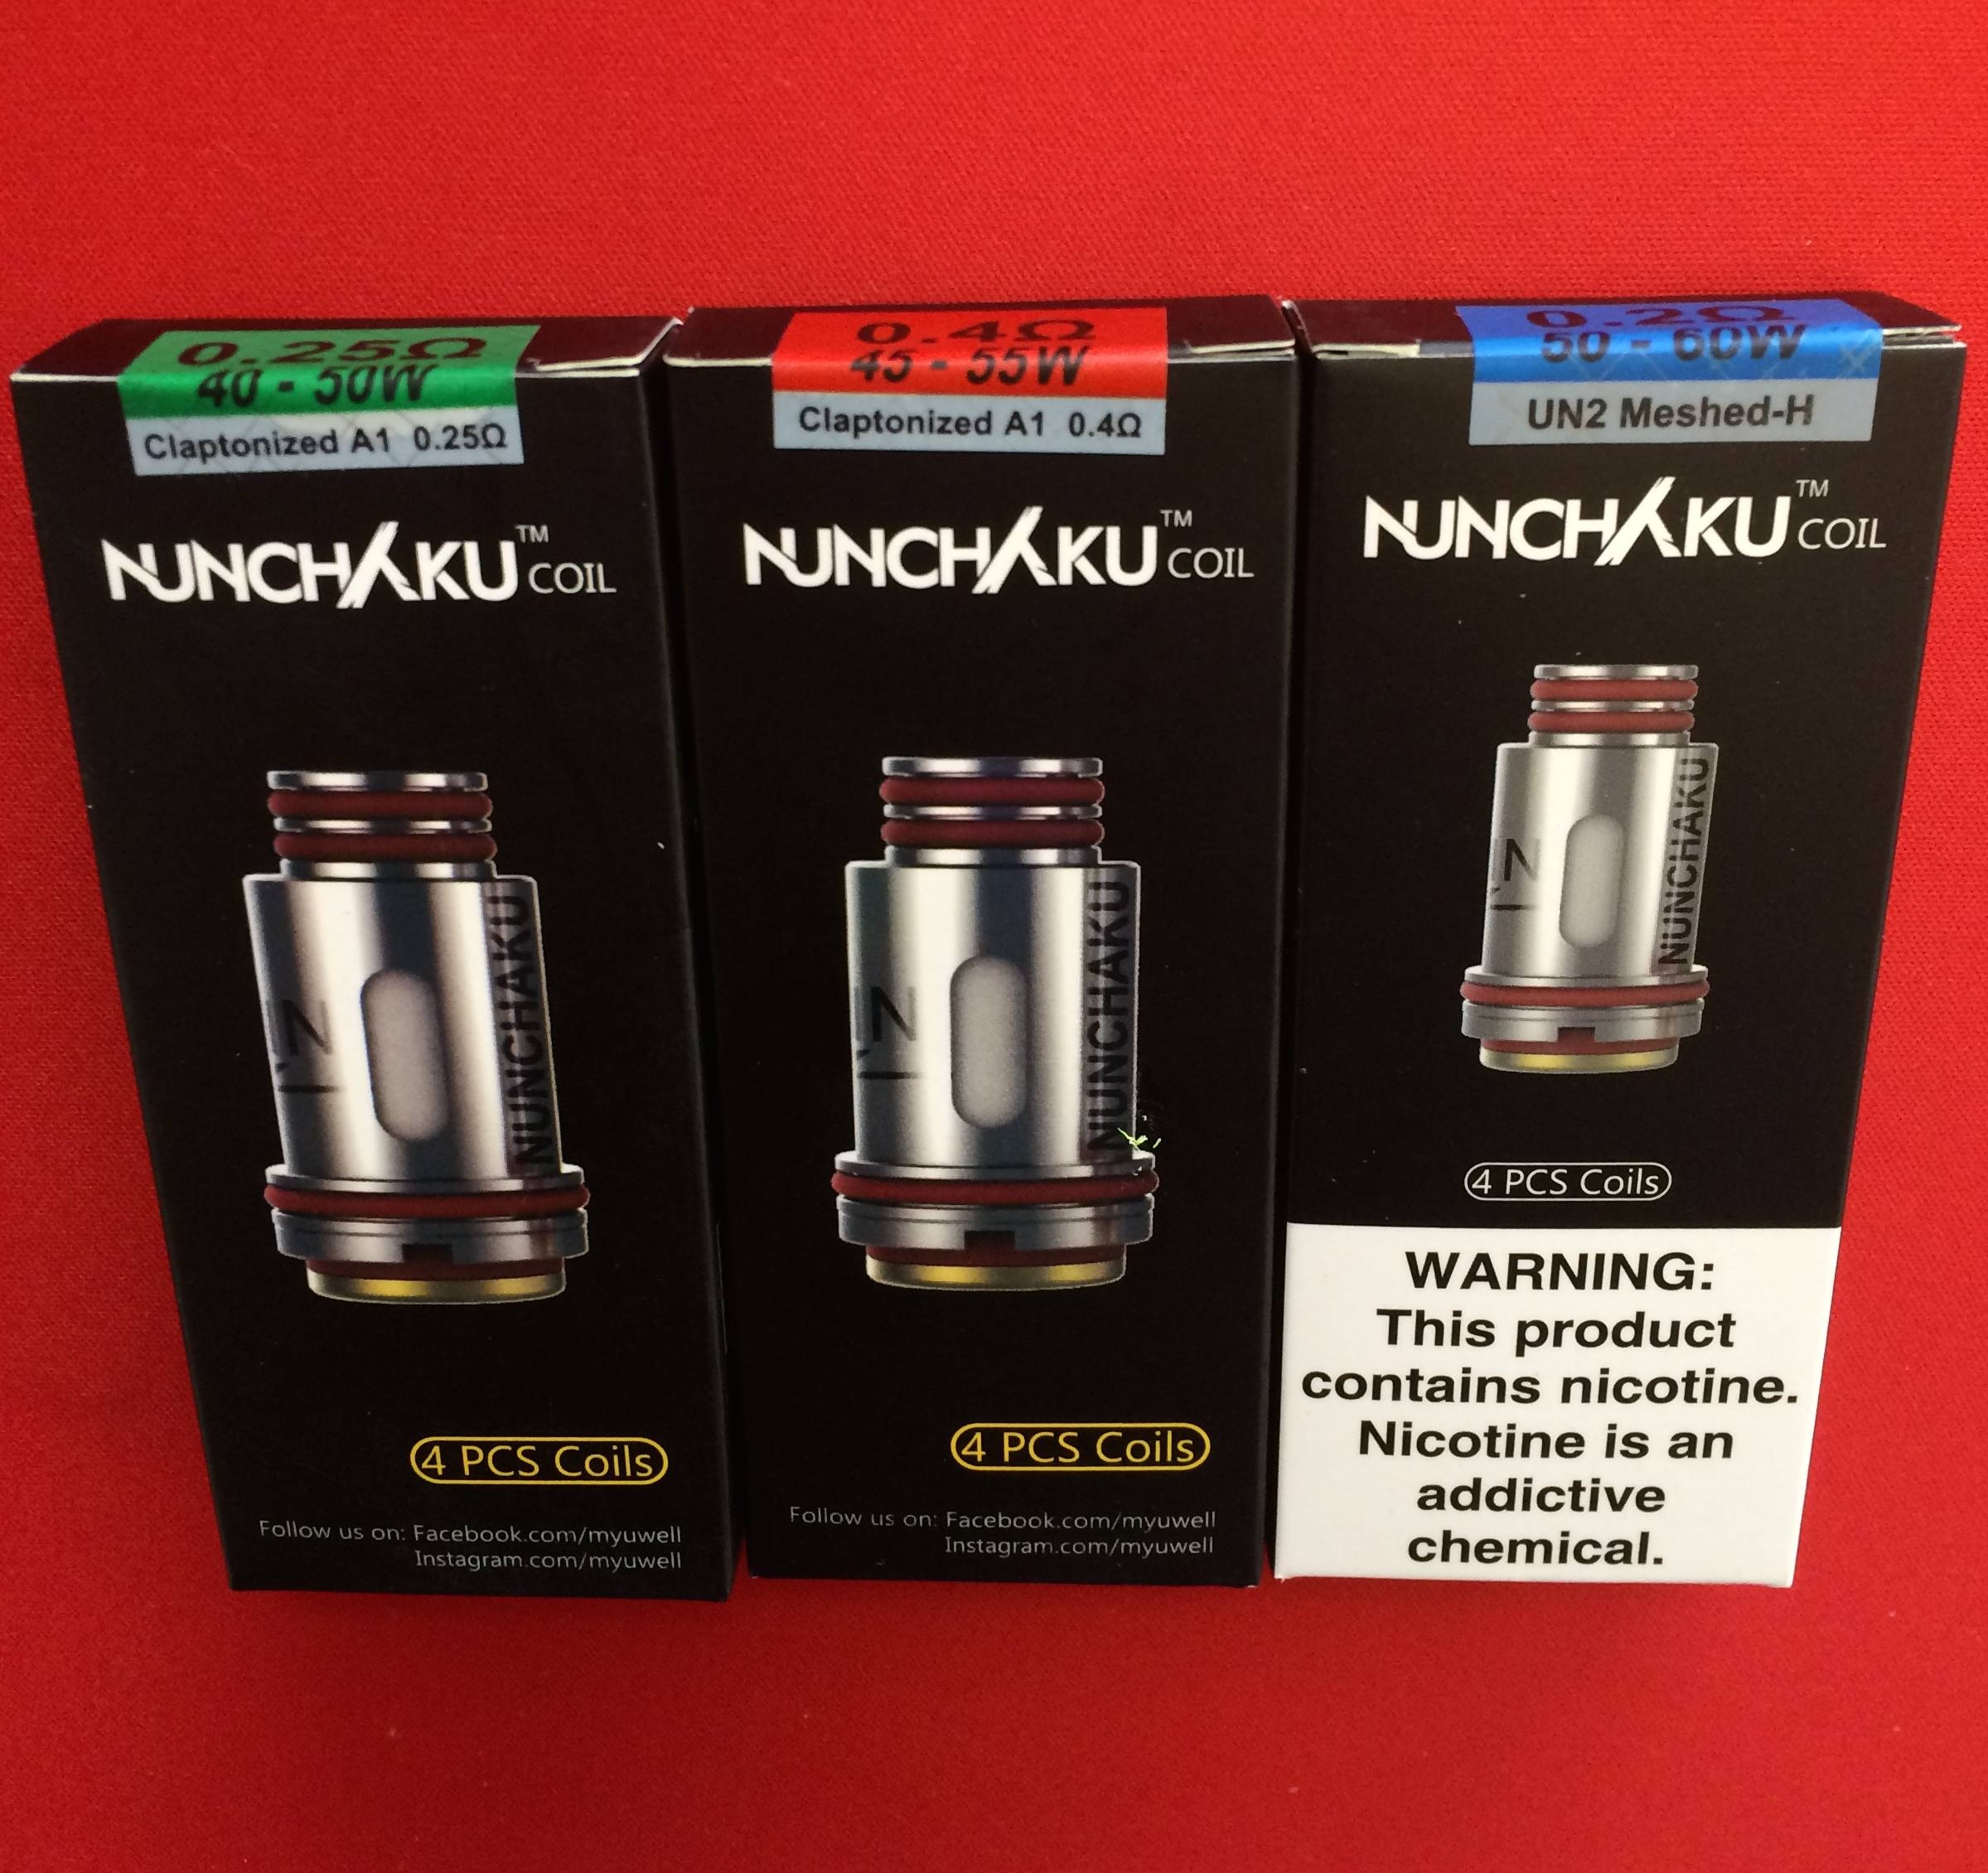 0.25Ω
40 - 50W
Claptonized A1 0.25Ω
NUNCHAKU™ COIL
NUNCHAKU
4 PCS Coils
Follow us on: Facebook.com/myuwell
Instagram.com/myuwell
0.4Ω
45 - 55W
Claptonized A1 0.4Ω
NUNCHAKU™ COIL
NUNCHAKU
4 PCS Coils
Follow us on: Facebook.com/myuwell
Instagram.com/myuwell
0.2Ω
50 - 60W
UN2 Meshed-H
NUNCHAKU™ COIL
NUNCHAKU
4 PCS Coils
WARNING:
This product
contains nicotine.
Nicotine is an
addictive
chemical.